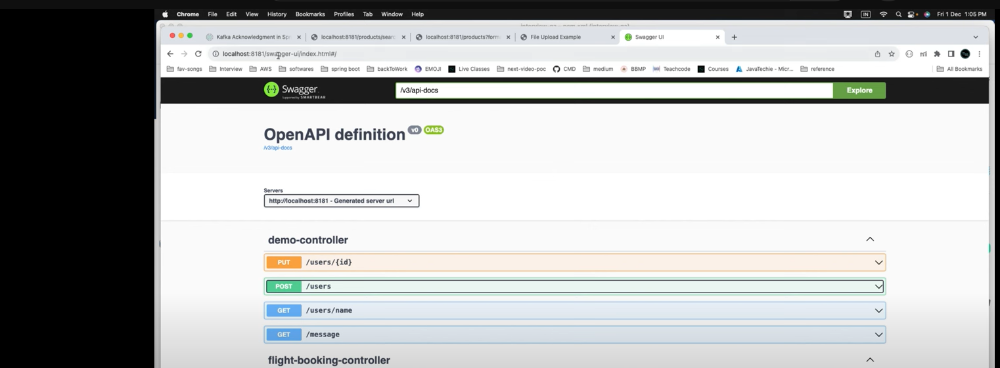 Chrome File Edit View History Bookmarks Profiles Tab Window Help IN Fri 1 Dec 1:05 PM
Kafka Acknowledgment in Spr localhost:8181/products/searc localhost:8181/products?form File Upload Example Swagger UI
localhost:8181/swagger-ui/index.html#/
fav-songs Interview AWS softwares spring boot backToWork EMOJI Live Classes next-video-poc CMD medium BBMP Teachcode Courses JavaTechie - Micr... reference All Bookmarks
Swagger
Supported by SMARTBEAR
/v3/api-docs Explore
OpenAPI definition v0 OAS3
/v3/api-docs
Servers
http://localhost:8181 - Generated server url
demo-controller
PUT /users/{id}
POST /users
GET /users/name
GET /message
flight-booking-controller